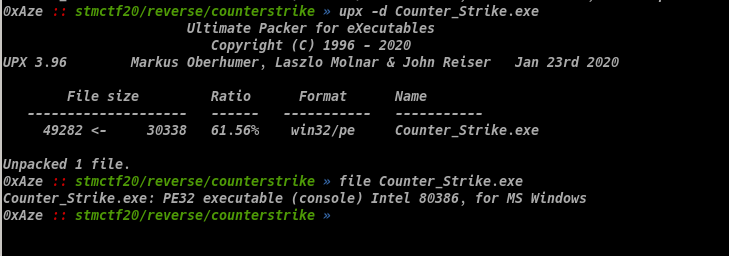 0xAze :: stmctf20/reverse/counterstrike » upx -d Counter_Strike.exe
                       Ultimate Packer for eXecutables
                          Copyright (C) 1996 - 2020
UPX 3.96        Markus Oberhumer, Laszlo Molnar & John Reiser   Jan 23rd 2020

        File size         Ratio      Format      Name
   --------------------   ------   -----------   -----------
     49282 <-     30338   61.56%    win32/pe     Counter_Strike.exe

Unpacked 1 file.
0xAze :: stmctf20/reverse/counterstrike » file Counter_Strike.exe
Counter_Strike.exe: PE32 executable (console) Intel 80386, for MS Windows
0xAze :: stmctf20/reverse/counterstrike »